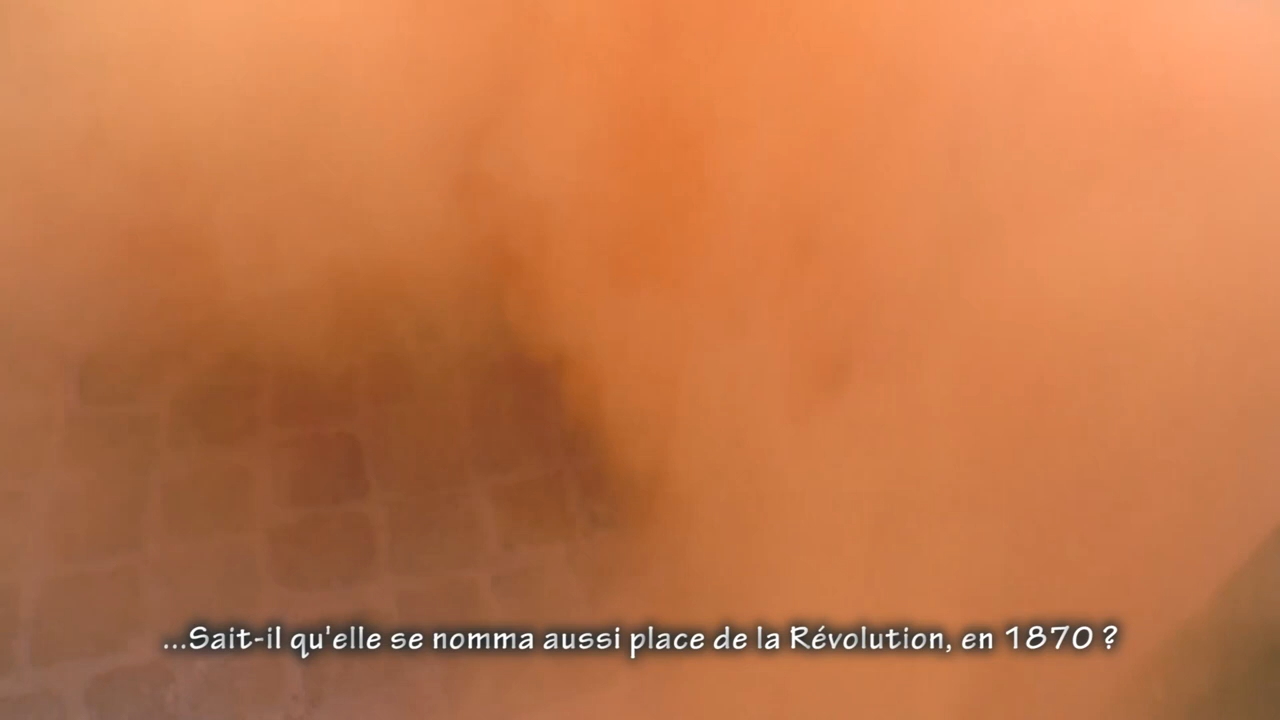 ...Sait-il qu'elle se nomma aussi place de la Révolution, en 1870 ?